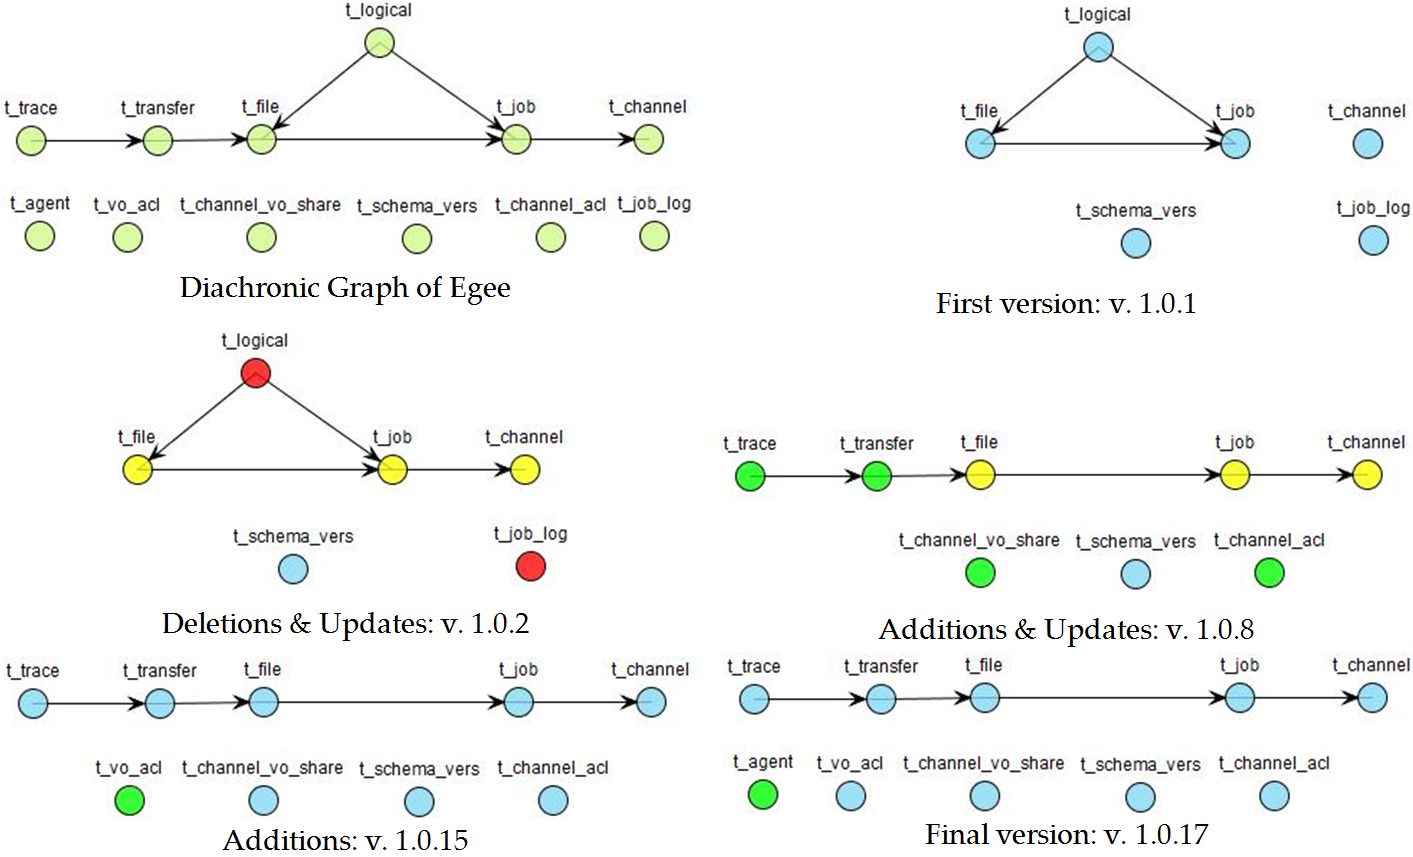 t_logical
t_trace t_transfer t_file t_job t_channel
t_agent t_vo_acl t_channel_vo_share t_schema_vers t_channel_acl t_job_log
Diachronic Graph of Egee
t_logical
t_file t_job t_channel
t_schema_vers t_job_log
First version: v. 1.0.1
t_logical
t_file t_job t_channel
t_schema_vers t_job_log
Deletions & Updates: v. 1.0.2
t_trace t_transfer t_file t_job t_channel
t_channel_vo_share t_schema_vers t_channel_acl
Additions & Updates: v. 1.0.8
t_trace t_transfer t_file t_job t_channel
t_vo_acl t_channel_vo_share t_schema_vers t_channel_acl
Additions: v. 1.0.15
t_trace t_transfer t_file t_job t_channel
t_agent t_vo_acl t_channel_vo_share t_schema_vers t_channel_acl
Final version: v. 1.0.17